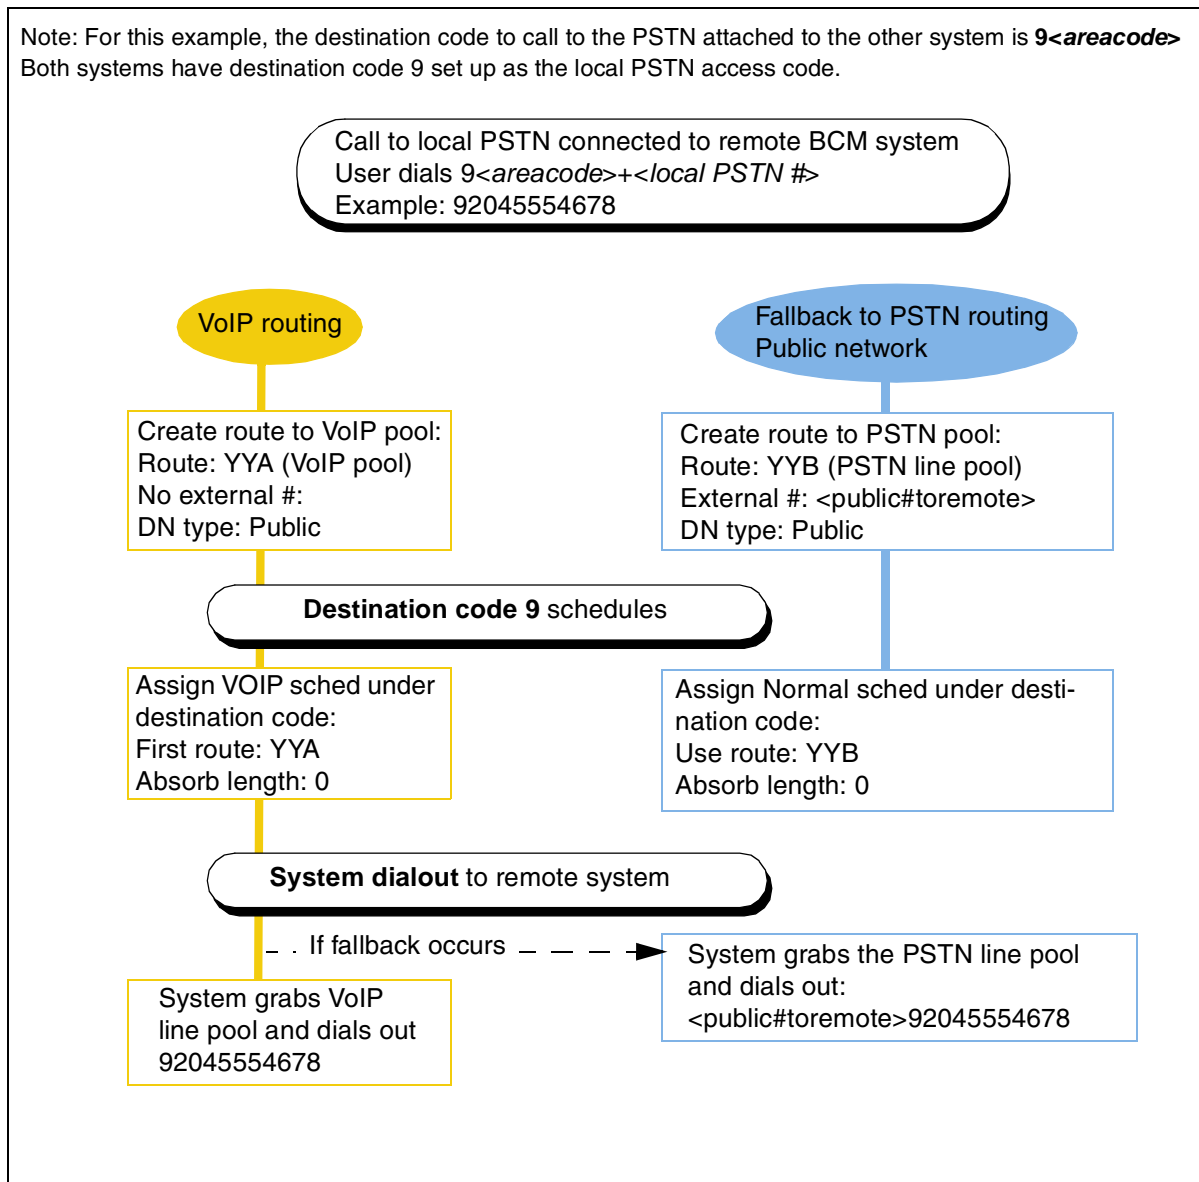 Note: For this example, the destination code to call to the PSTN attached to the other system is 9<areacode>
Both systems have destination code 9 set up as the local PSTN access code.
Call to local PSTN connected to remote BCM system
User dials 9<areacode>+<local PSTN #>
Example: 92045554678
VoIP routing
Fallback to PSTN routing
Public network
Create route to VoIP pool:
Route: YYA (VoIP pool)
No external #:
DN type: Public
Create route to PSTN pool:
Route: YYB (PSTN line pool)
External #: <public#toremote>
DN type: Public
Destination code 9 schedules
Assign VOIP sched under
destination code:
First route: YYA
Absorb length: 0
Assign Normal sched under desti-
nation code:
Use route: YYB
Absorb length: 0
System dialout to remote system
If fallback occurs
System grabs VoIP
line pool and dials out
92045554678
System grabs the PSTN line pool
and dials out:
<public#toremote>92045554678